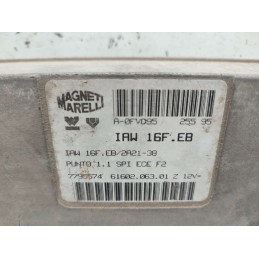 MAGNETI
MARELLI
A-0FVD95 255 95
IAW 16F.EB
IAW 16F.EB/2A21-38
PUNTO 1.1 SPI ECE F2
7795574 61602.063.01 Z 12V=